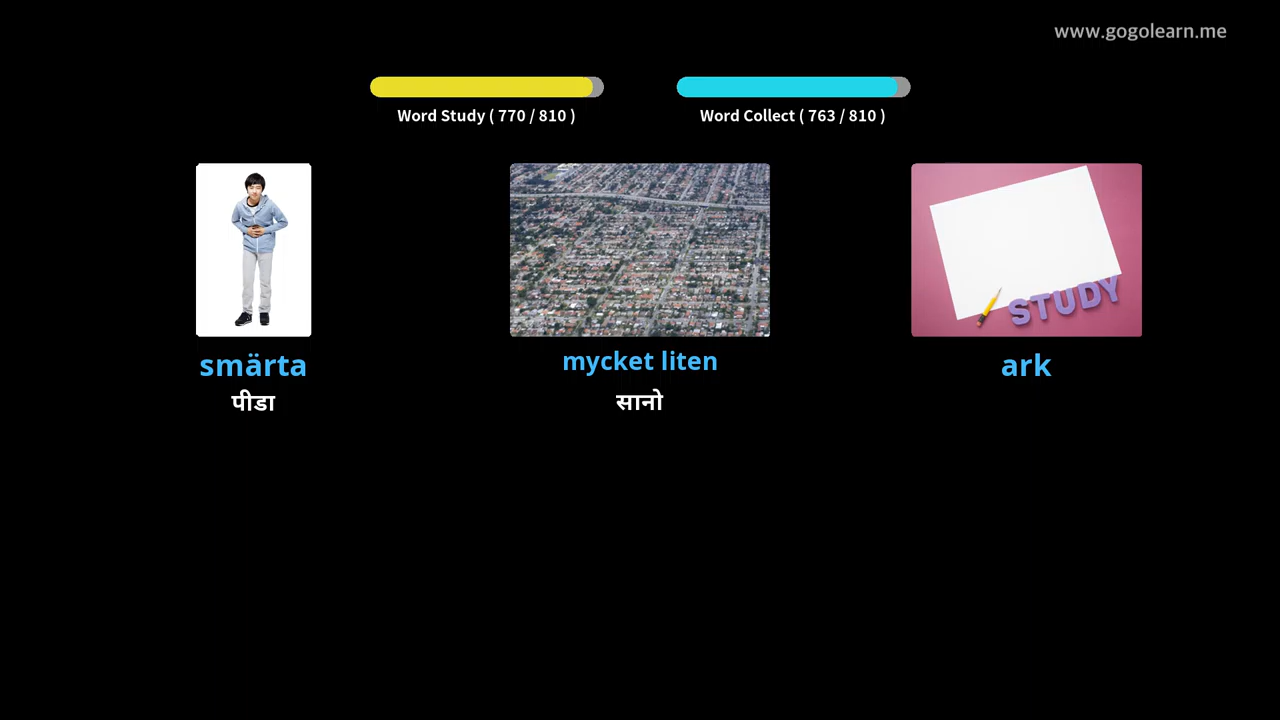 www.gogolearn.me
Word Study ( 770 / 810 )
Word Collect ( 763 / 810 )
STUDY
smärta
mycket liten
ark
पीडा
सानो